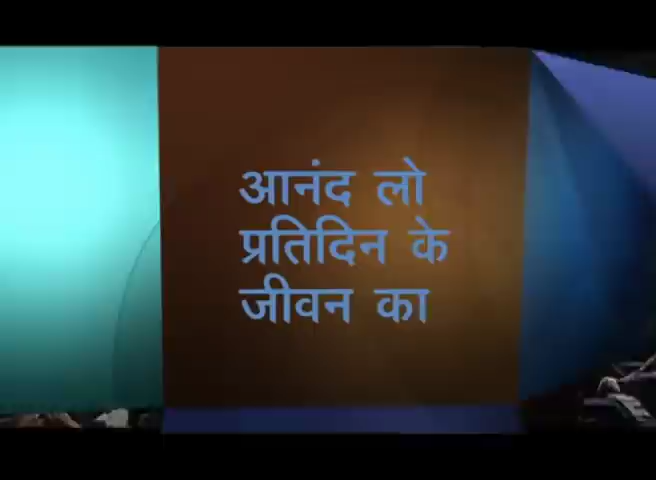 आनंद लो
प्रतिदिन के
जीवन का